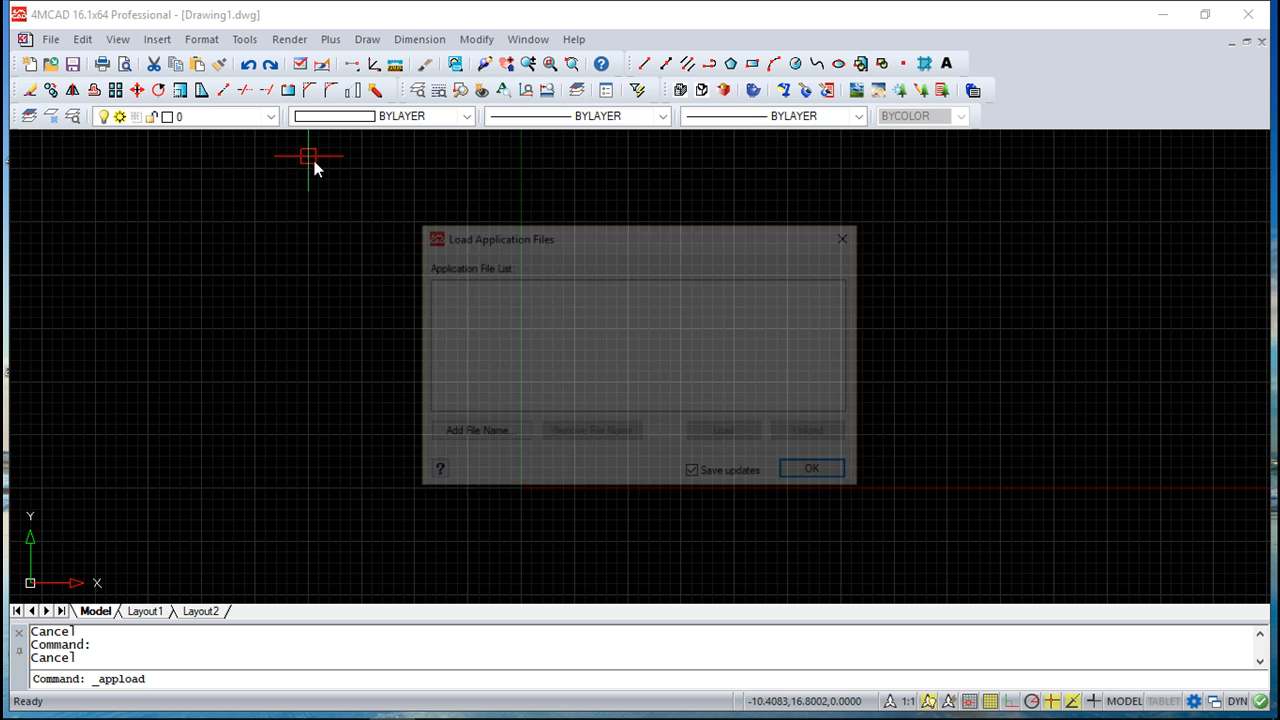 4MCAD 16.1x64 Professional - [Drawing1.dwg]
File Edit View Insert Format Tools Render Plus Draw Dimension Modify Window Help
0 BYLAYER BYLAYER BYLAYER BYCOLOR
Load Application Files
Application File List:
Add File Name... Remove File Name Load Unload
? Save updates OK
Y
X
Model Layout1 Layout2
Cancel
Command:
Cancel
Command: _appload
Ready -10.4083,16.8002,0.0000 1:1 MODEL TABLET DYN